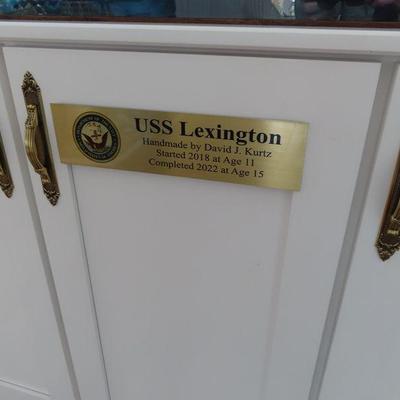 USS Lexington
Handmade by David J. Kurtz
Started 2018 at Age 11
Completed 2022 at Age 15